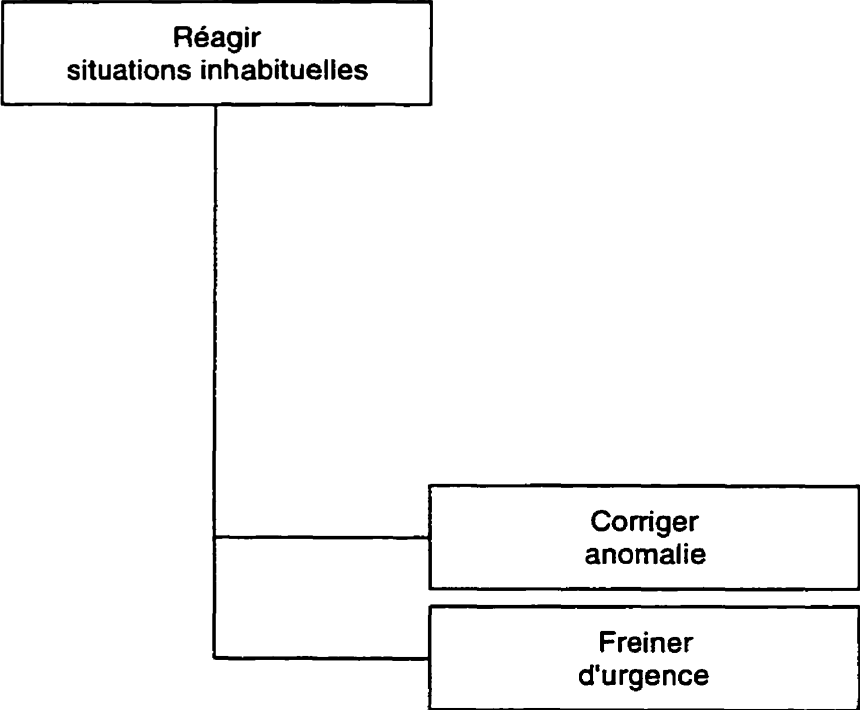 Réagir
situations inhabituelles
Corriger
anomalie
Freiner
d'urgence